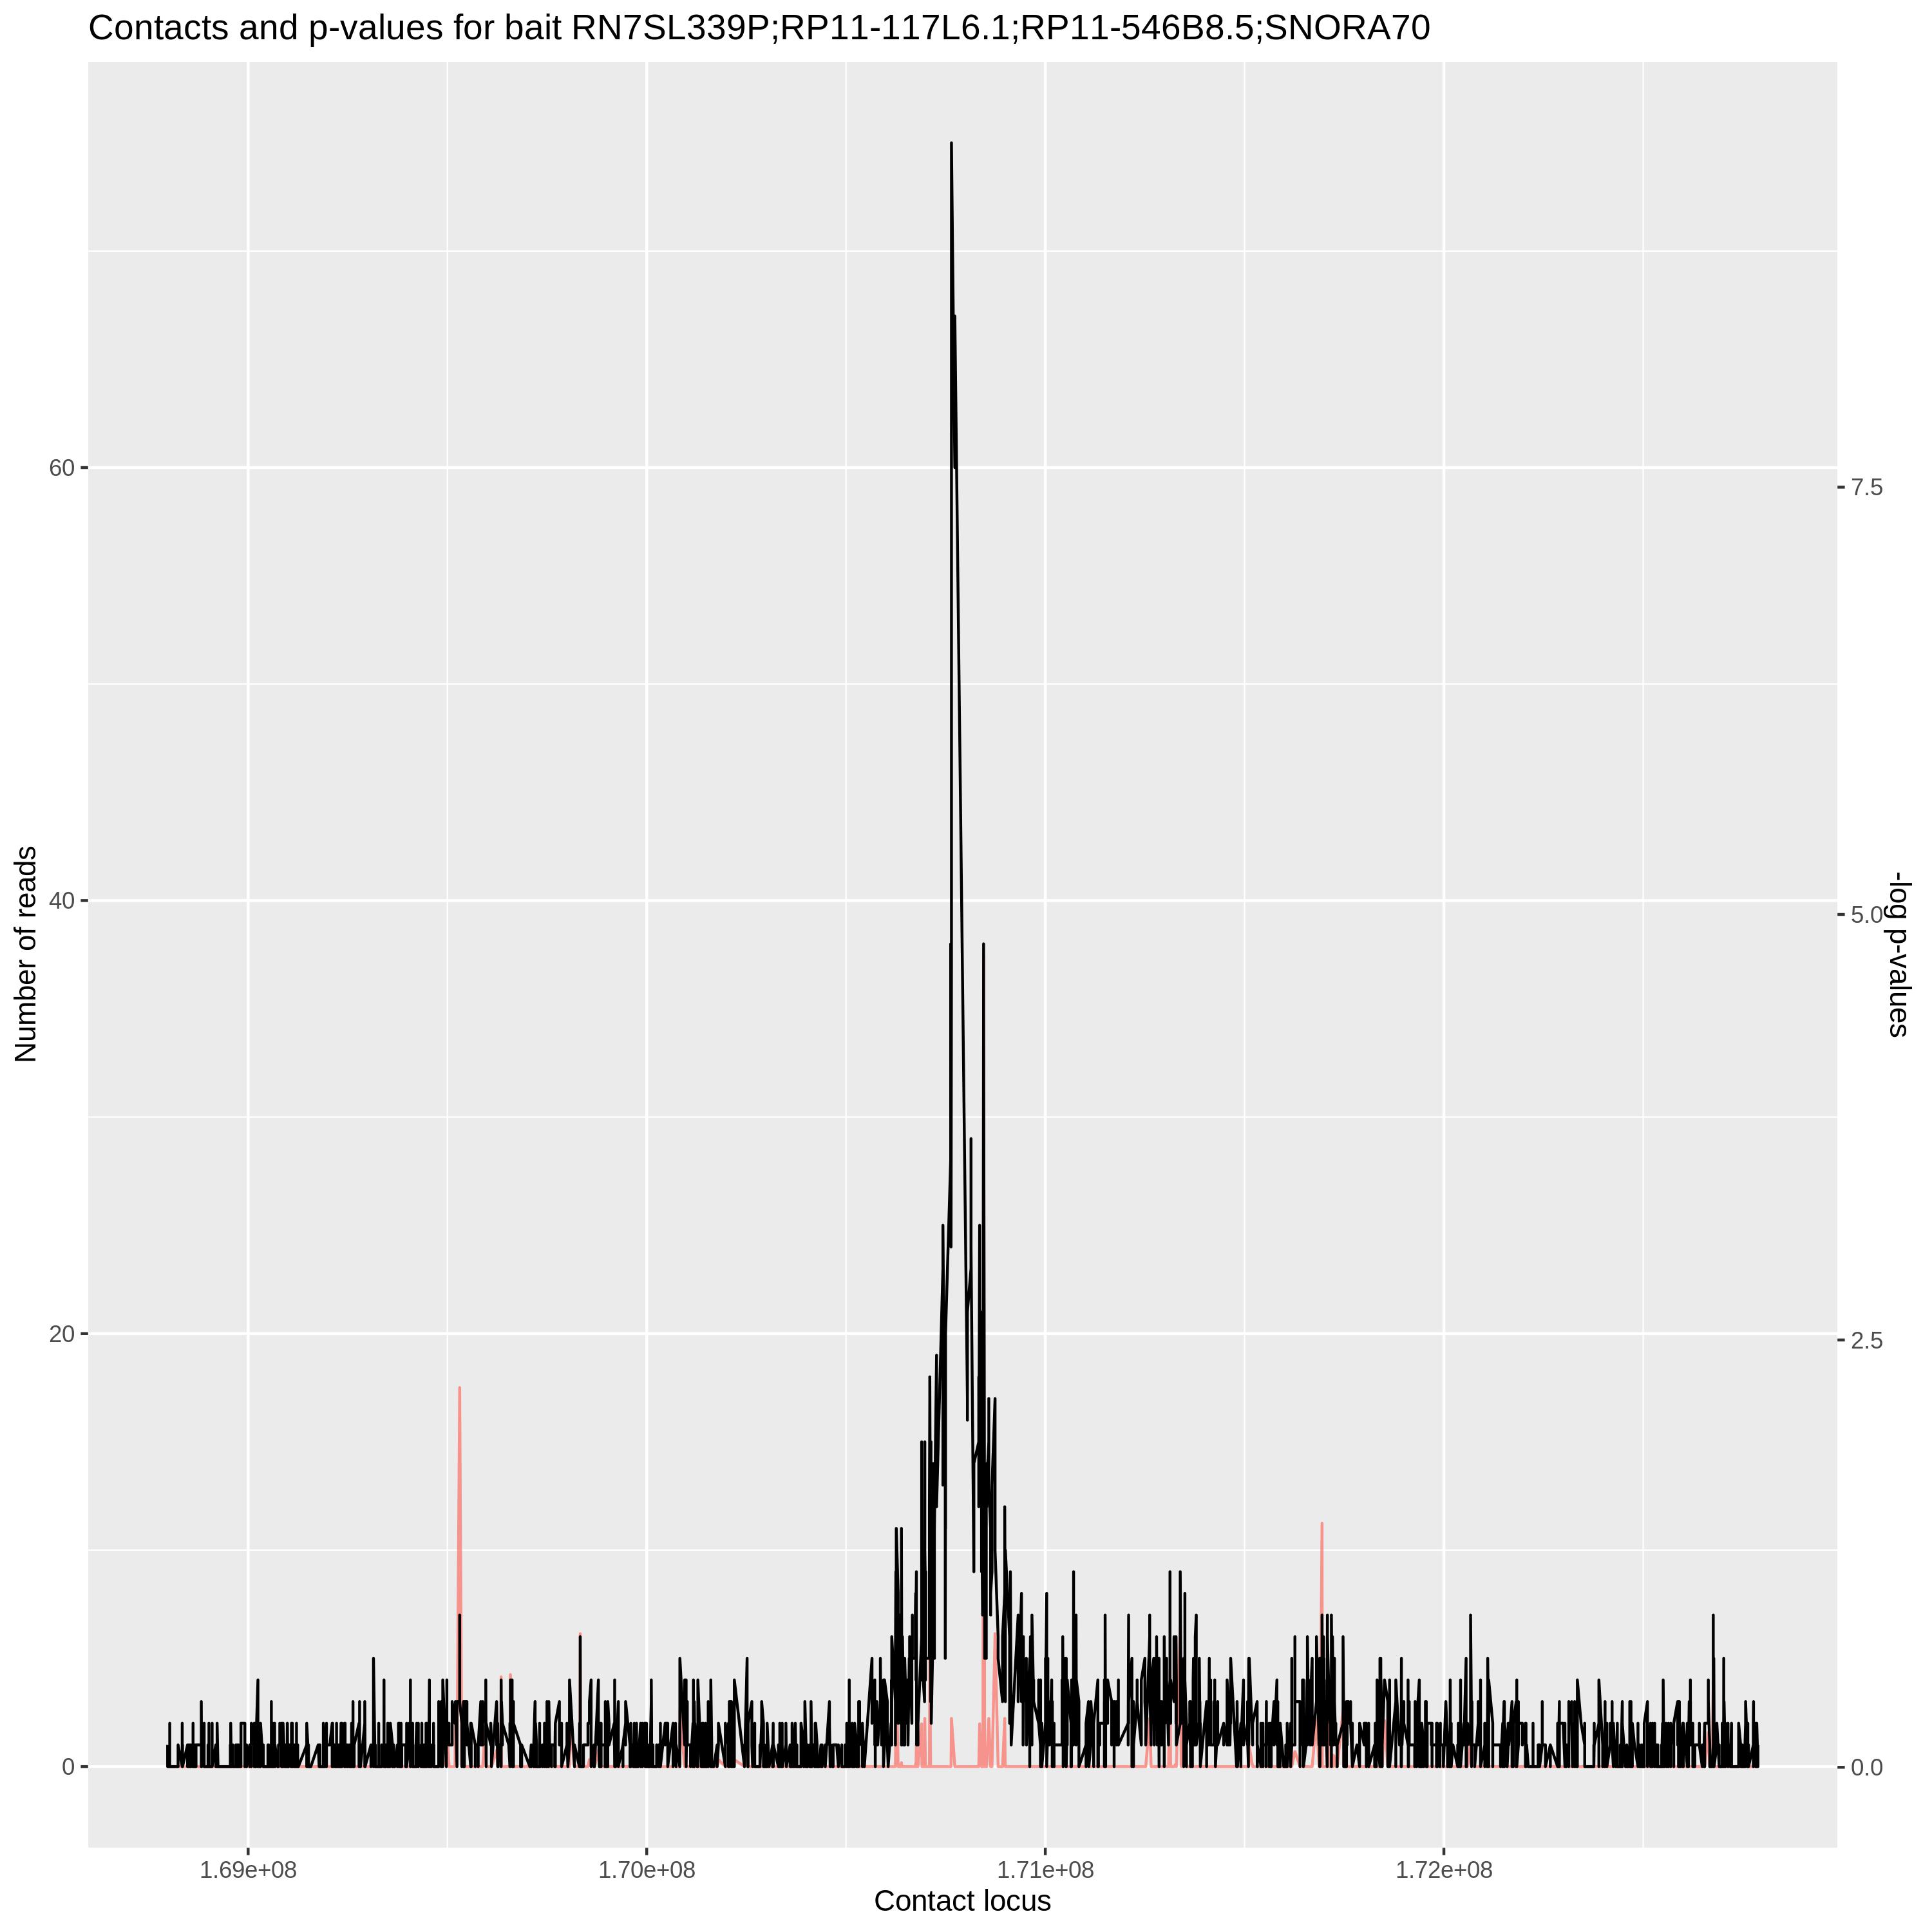 Contacts and p-values for bait RN7SL339P;RP11-117L6.1;RP11-546B8.5;SNORA70
60
40
20
0
Number of reads
7.5
5.0
2.5
0.0
-log p-values
1.69e+08
1.70e+08
1.71e+08
1.72e+08
Contact locus